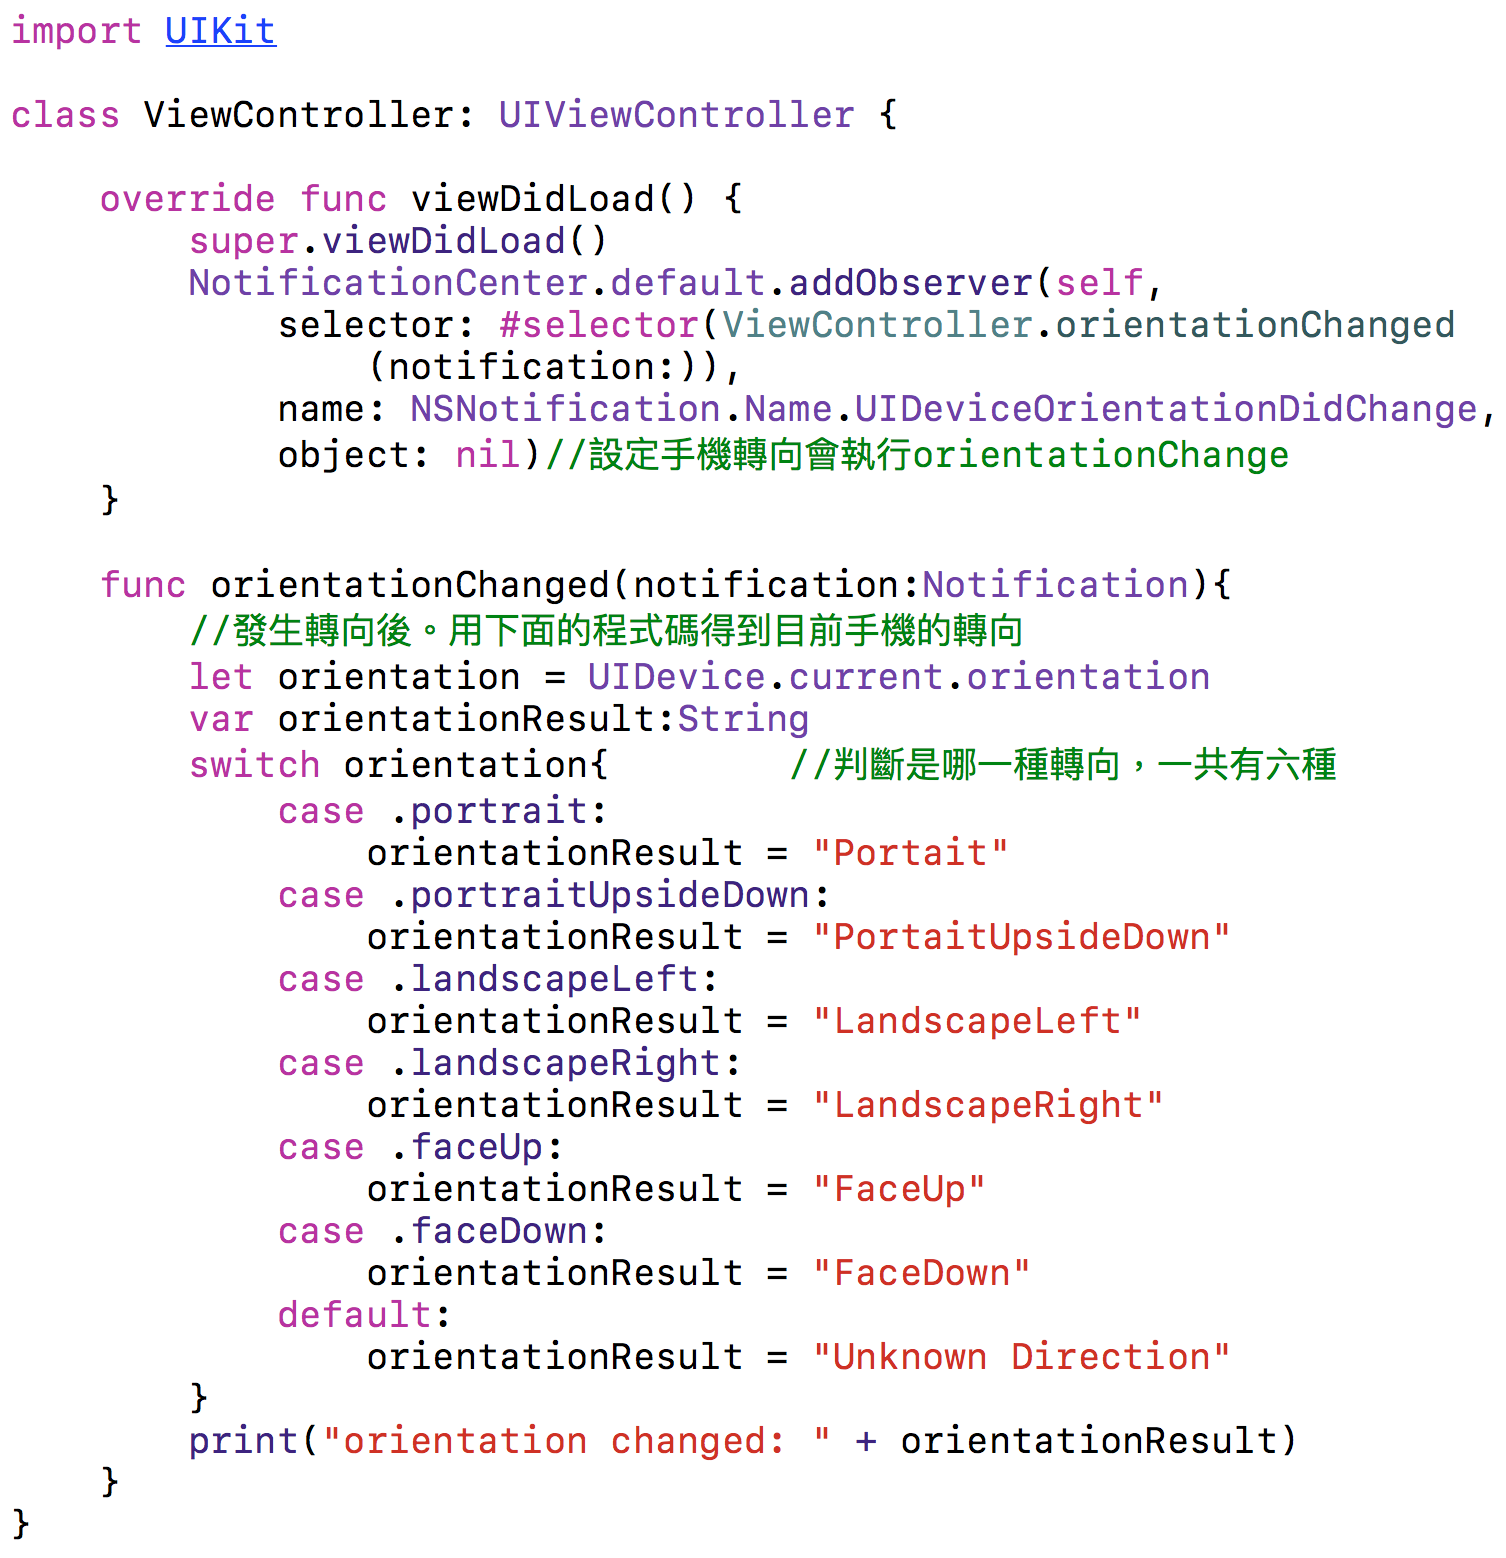 import UIKit
class ViewController: UIViewController {
override func viewDidLoad() {
super.viewDidLoad()
NotificationCenter.default.addObserver(self,
selector: #selector(ViewController.orientationChanged
(notification:)),
name: NSNotification.Name.UIDeviceOrientationDidChange,
object: nil)//設定手機轉向會執行orientationChange
}
func orientationChanged(notification:Notification){
//發生轉向後。用下面的程式碼得到目前手機的轉向
let orientation = UIDevice.current.orientation
var orientationResult:String
switch orientation{ //判斷是哪一種轉向，一共有六種
case .portrait:
orientationResult = "Portait"
case .portraitUpsideDown:
orientationResult = "PortaitUpsideDown"
case .landscapeLeft:
orientationResult = "LandscapeLeft"
case .landscapeRight:
orientationResult = "LandscapeRight"
case .faceUp:
orientationResult = "FaceUp"
case .faceDown:
orientationResult = "FaceDown"
default:
orientationResult = "Unknown Direction"
}
print("orientation changed: " + orientationResult)
}
}